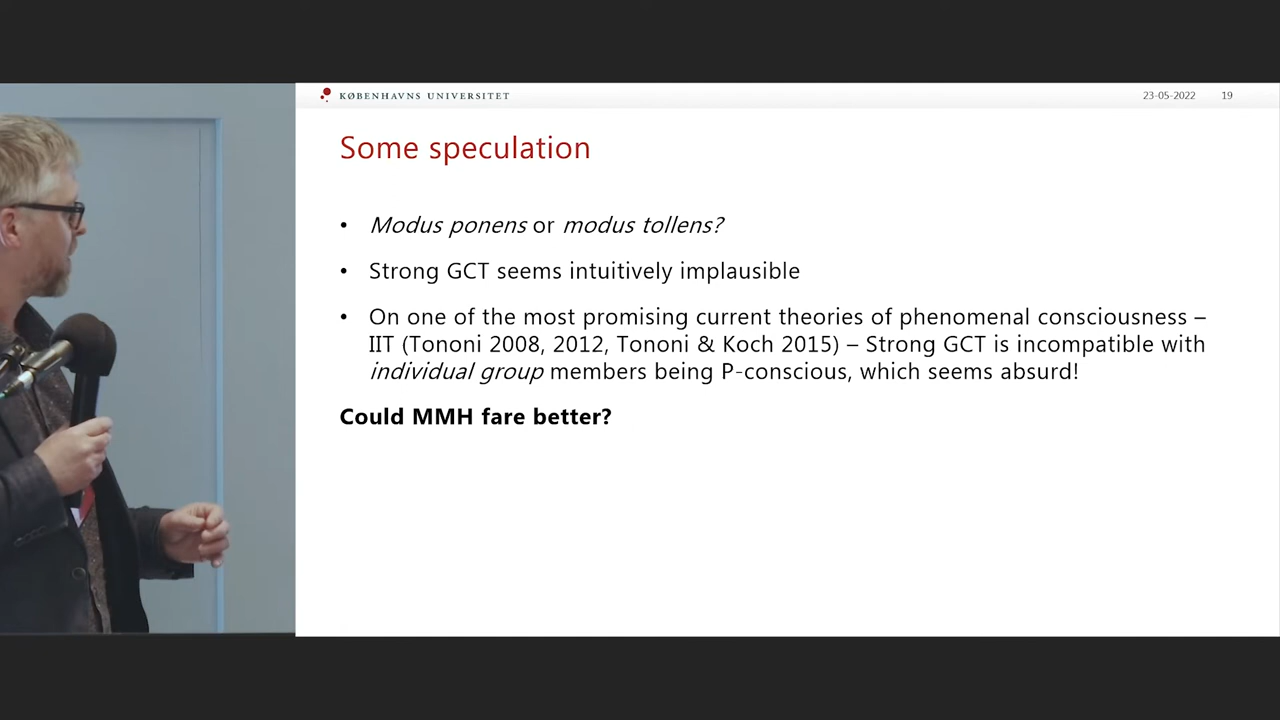 KØBENHAVNS UNIVERSITET
23-05-2022 19
Some speculation
• Modus ponens or modus tollens?
• Strong GCT seems intuitively implausible
• On one of the most promising current theories of phenomenal consciousness –
IIT (Tononi 2008, 2012, Tononi & Koch 2015) – Strong GCT is incompatible with
individual group members being P-conscious, which seems absurd!
Could MMH fare better?